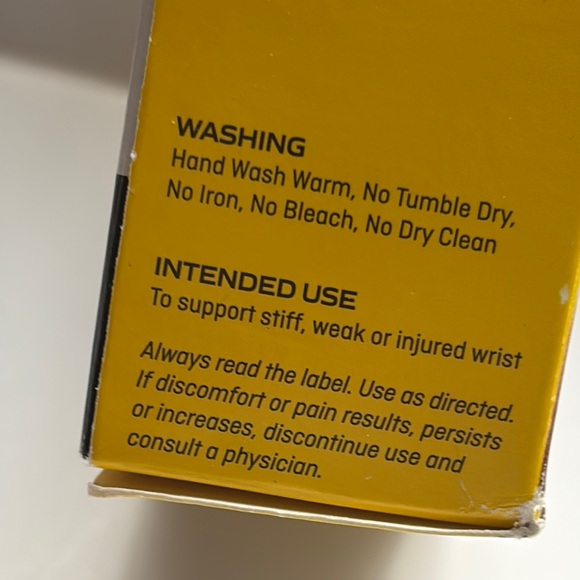 WASHING
Hand Wash Warm, No Tumble Dry,
No Iron, No Bleach, No Dry Clean
INTENDED USE
To support stiff, weak or injured wrist
Always read the label. Use as directed.
If discomfort or pain results, persists
or increases, discontinue use and
consult a physician.